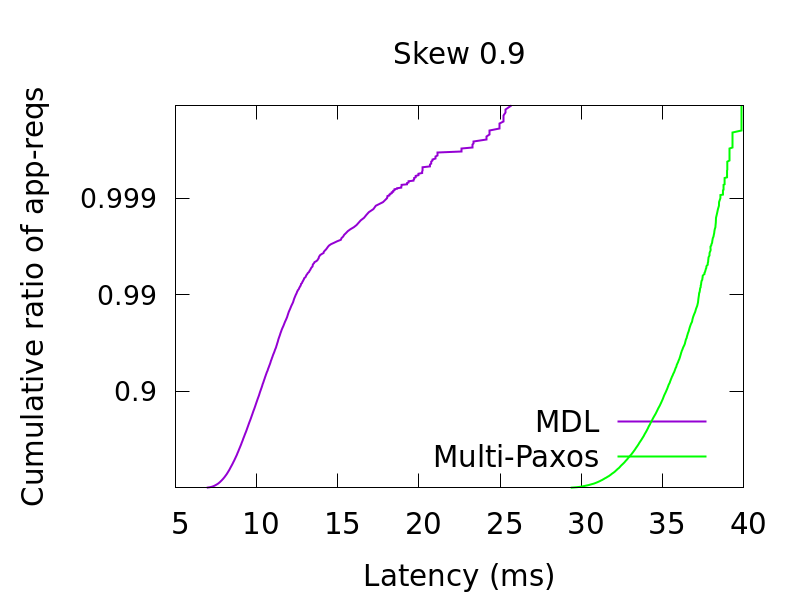 Skew 0.9
Cumulative ratio of app-reqs
0.999
0.99
0.9
MDL
Multi-Paxos
5 10 15 20 25 30 35 40
Latency (ms)